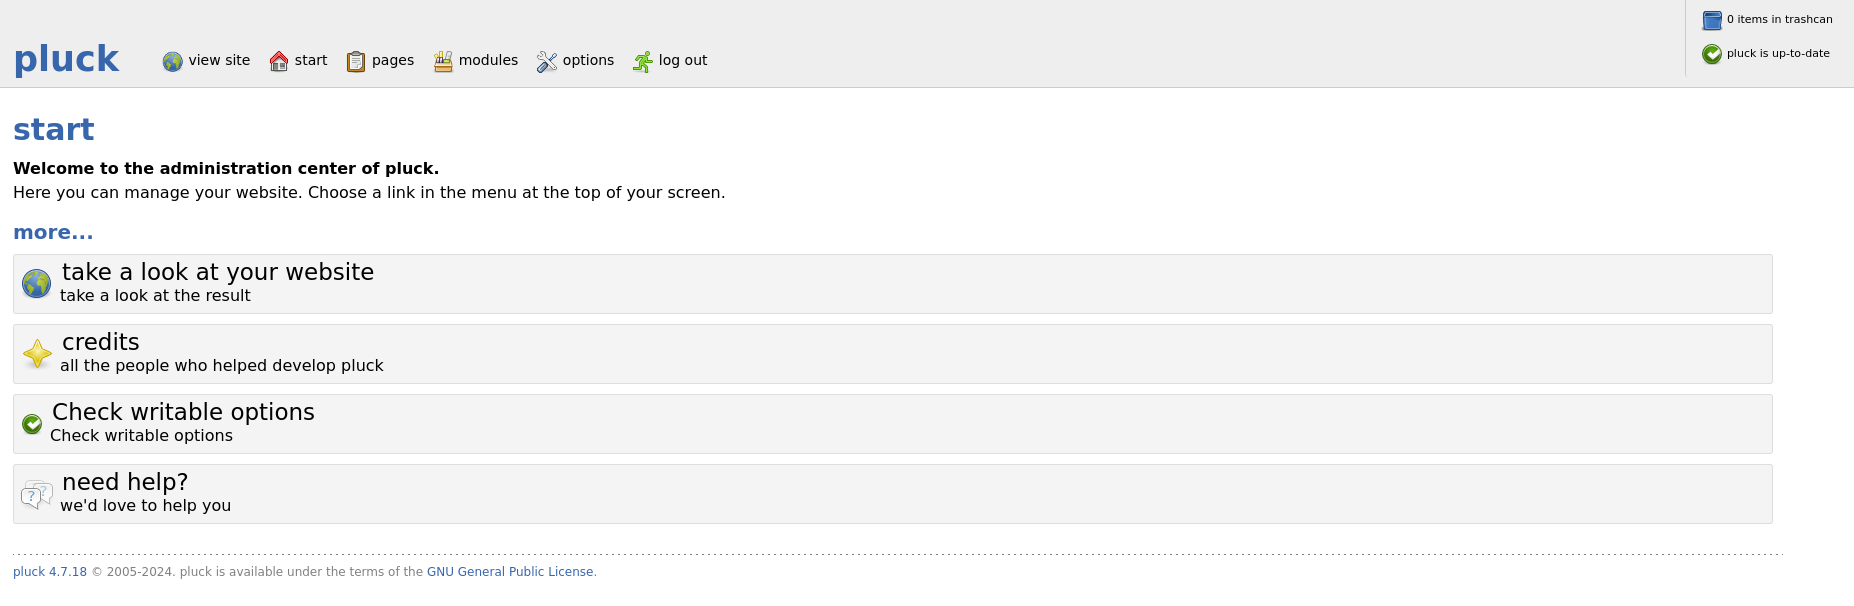 pluck
view site
start
pages
modules
options
log out
0 items in trashcan
pluck is up-to-date
start
Welcome to the administration center of pluck.
Here you can manage your website. Choose a link in the menu at the top of your screen.
more...
take a look at your website
take a look at the result
credits
all the people who helped develop pluck
Check writable options
Check writable options
need help?
we'd love to help you
pluck 4.7.18 © 2005-2024. pluck is available under the terms of the GNU General Public License.